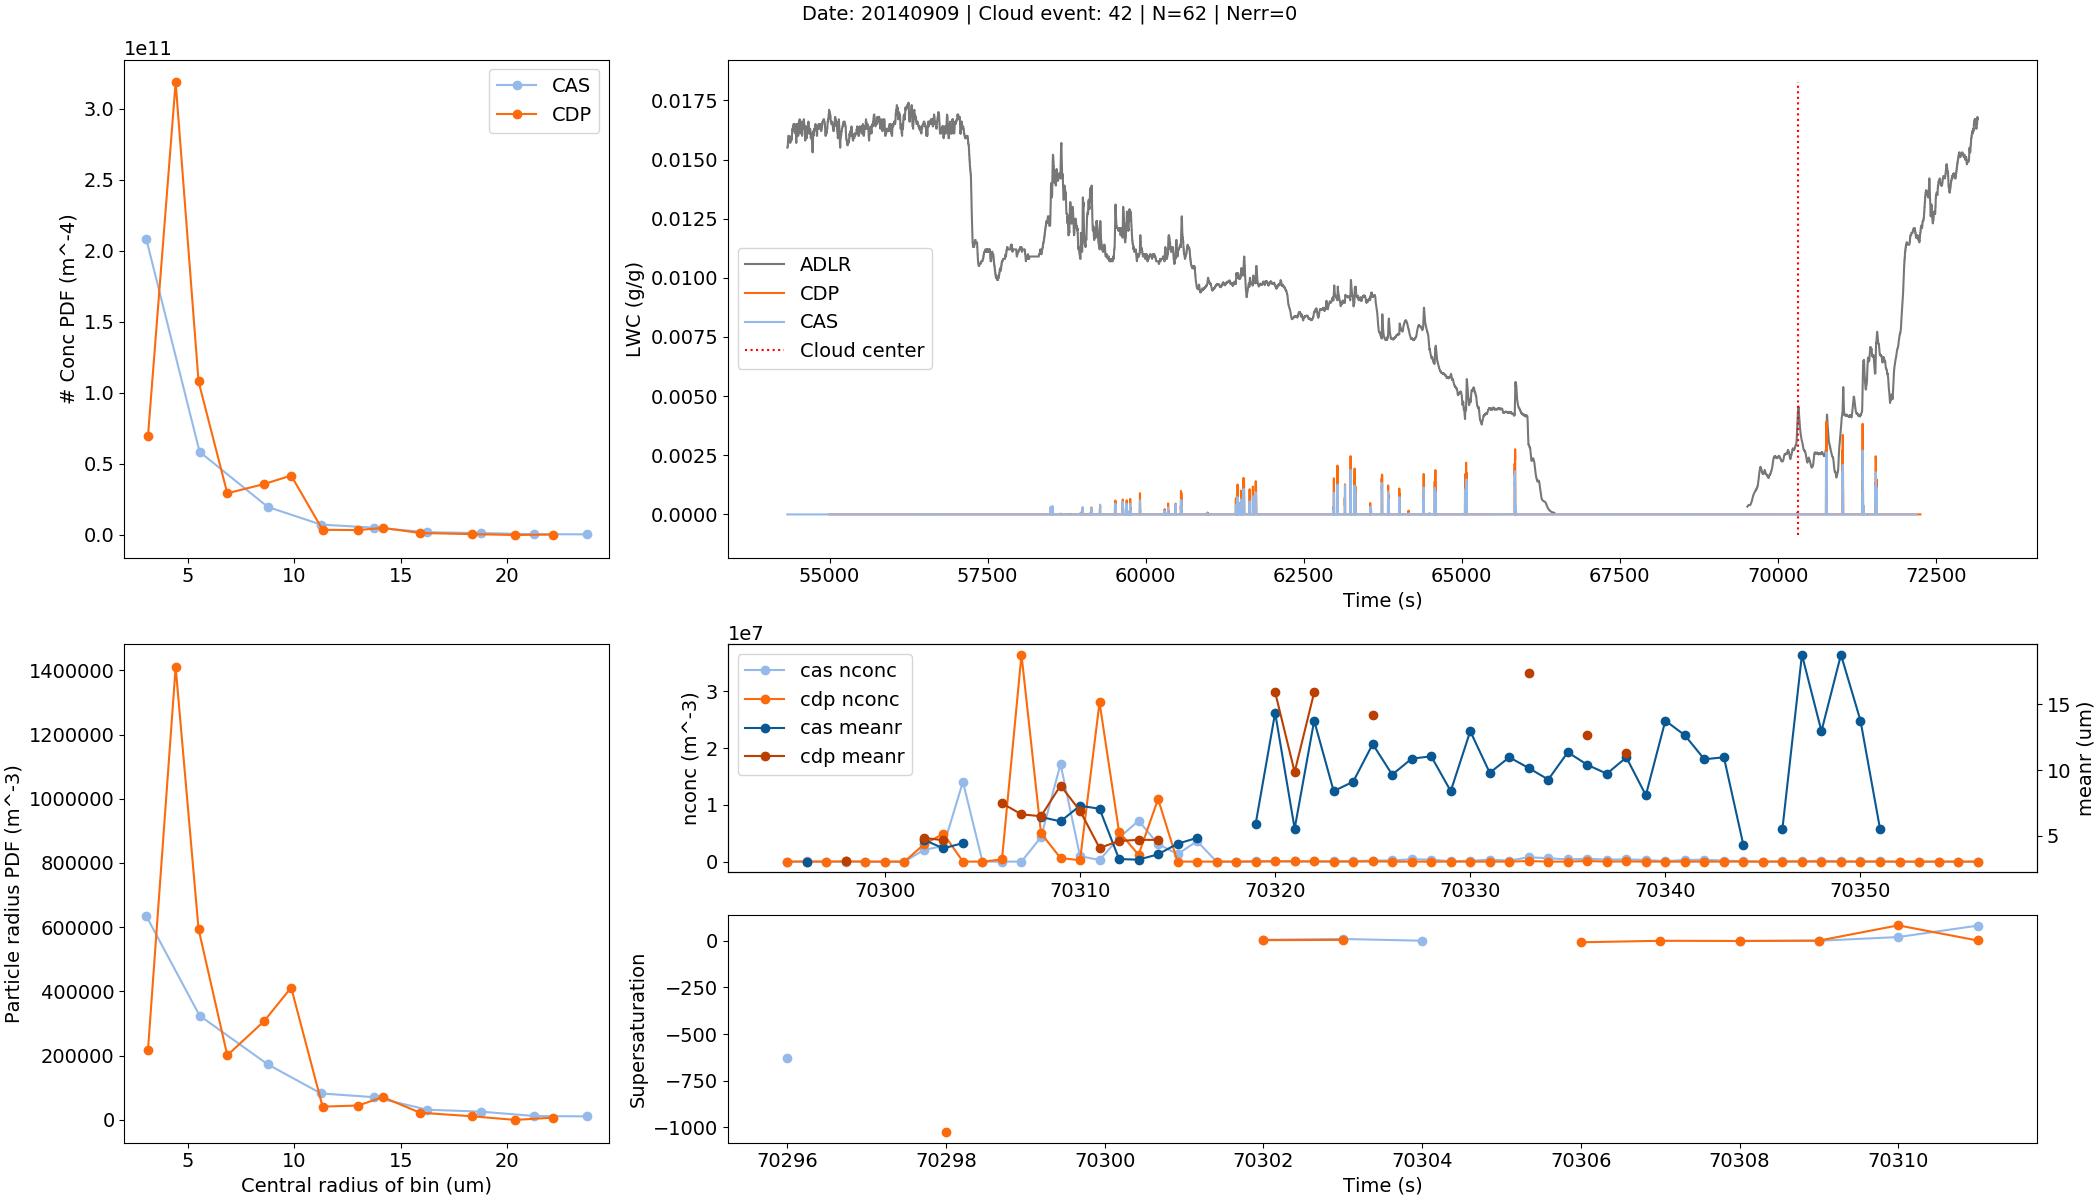 Date: 20140909 | Cloud event: 42 | N=62 | Nerr=0
1e11
# Conc PDF (m^-4)
3.0
2.5
2.0
1.5
1.0
0.5
0.0
CAS
CDP
5 10 15 20
LWC (g/g)
0.0175
0.0150
0.0125
0.0100
0.0075
0.0050
0.0025
0.0000
ADLR
CDP
CAS
Cloud center
55000 57500 60000 62500 65000 67500 70000 72500
Time (s)
Particle radius PDF (m^-3)
1400000
1200000
1000000
800000
600000
400000
200000
0
5 10 15 20
Central radius of bin (um)
1e7
nconc (m^-3)
3
2
1
0
cas nconc
cdp nconc
cas meanr
cdp meanr
15
10
5
meanr (um)
70300 70310 70320 70330 70340 70350
Supersaturation
0
−250
−500
−750
−1000
70296 70298 70300 70302 70304 70306 70308 70310
Time (s)